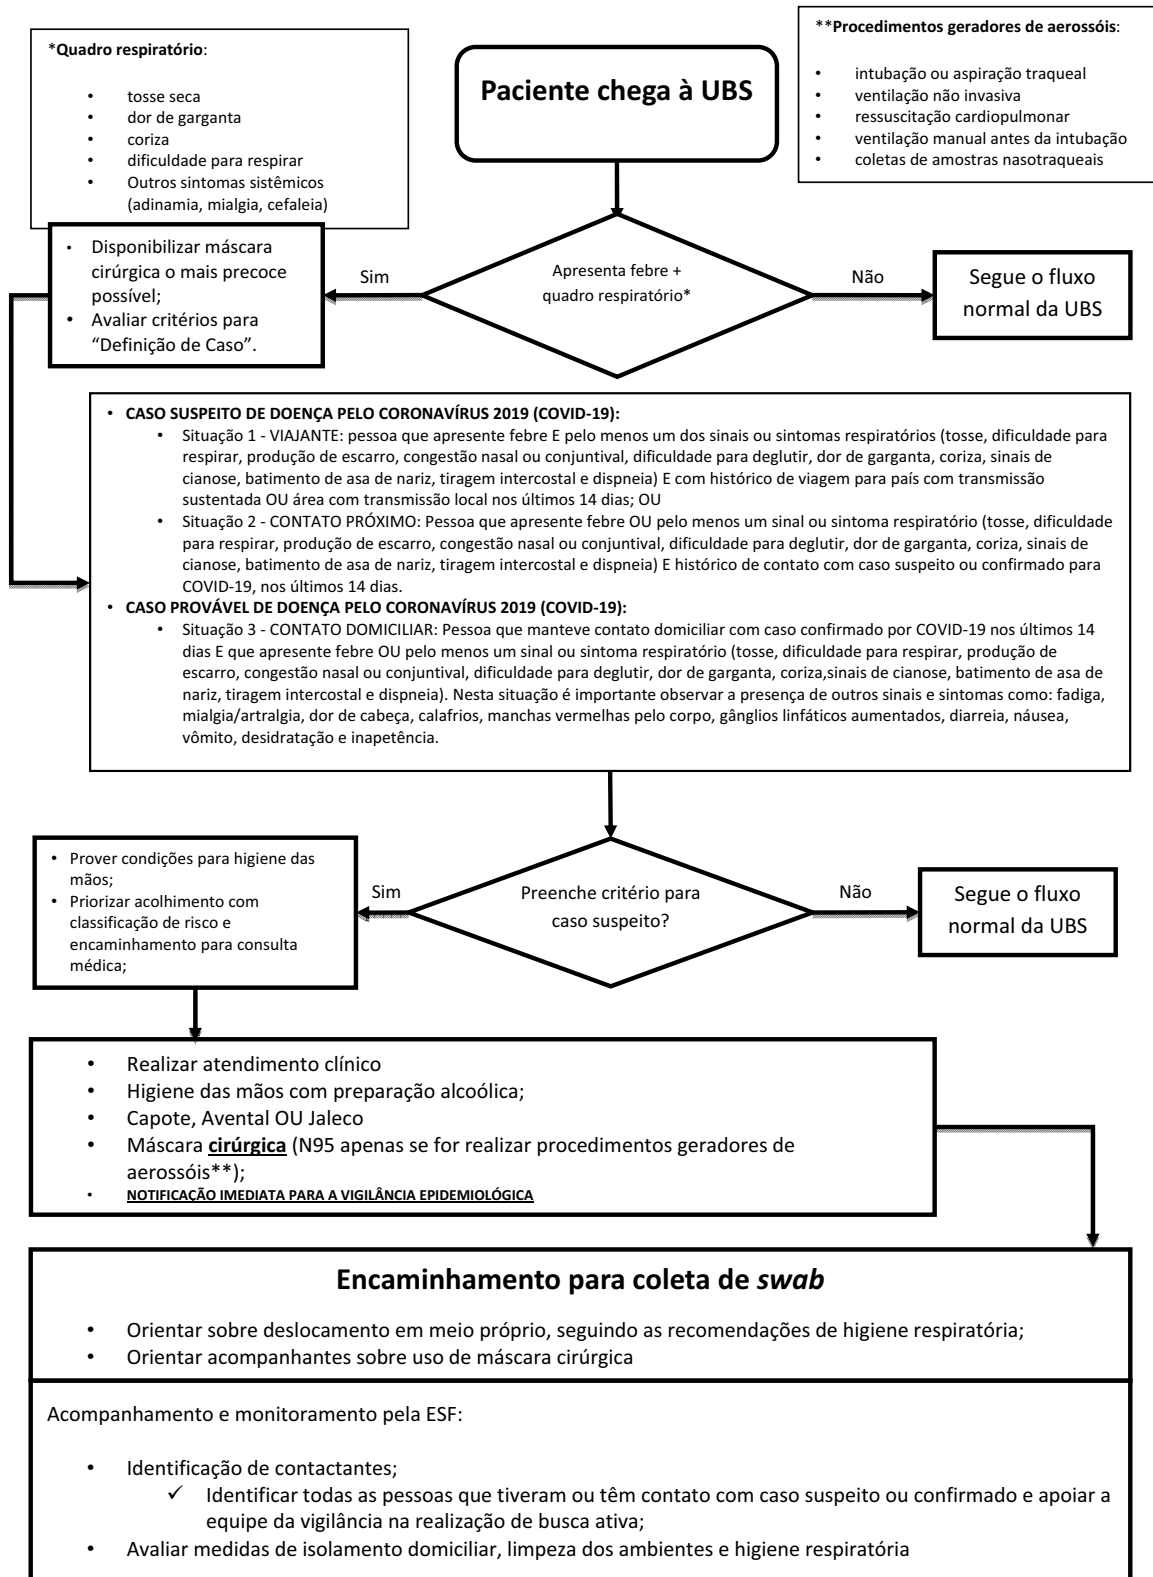 *Quadro respiratório:
• tosse seca
• dor de garganta
• coriza
• dificuldade para respirar
• Outros sintomas sistêmicos
(adinamia, mialgia, cefaleia)
Paciente chega à UBS
**Procedimentos geradores de aerossóis:
• intubação ou aspiração traqueal
• ventilação não invasiva
• ressuscitação cardiopulmonar
• ventilação manual antes da intubação
• coletas de amostras nasotraqueais
• Disponibilizar máscara
cirúrgica o mais precoce
possível;
• Avaliar critérios para
“Definição de Caso”.
Sim
Apresenta febre +
quadro respiratório*
Não
Segue o fluxo
normal da UBS
• CASO SUSPEITO DE DOENÇA PELO CORONAVÍRUS 2019 (COVID-19):
• Situação 1 - VIAJANTE: pessoa que apresente febre E pelo menos um dos sinais ou sintomas respiratórios (tosse, dificuldade para
respirar, produção de escarro, congestão nasal ou conjuntival, dificuldade para deglutir, dor de garganta, coriza, sinais de
cianose, batimento de asa de nariz, tiragem intercostal e dispneia) E com histórico de viagem para país com transmissão
sustentada OU área com transmissão local nos últimos 14 dias; OU
• Situação 2 - CONTATO PRÓXIMO: Pessoa que apresente febre OU pelo menos um sinal ou sintoma respiratório (tosse, dificuldade
para respirar, produção de escarro, congestão nasal ou conjuntival, dificuldade para deglutir, dor de garganta, coriza, sinais de
cianose, batimento de asa de nariz, tiragem intercostal e dispneia) E histórico de contato com caso suspeito ou confirmado para
COVID-19, nos últimos 14 dias.
• CASO PROVÁVEL DE DOENÇA PELO CORONAVÍRUS 2019 (COVID-19):
• Situação 3 - CONTATO DOMICILIAR: Pessoa que manteve contato domiciliar com caso confirmado por COVID-19 nos últimos 14
dias E que apresente febre OU pelo menos um sinal ou sintoma respiratório (tosse, dificuldade para respirar, produção de
escarro, congestão nasal ou conjuntival, dificuldade para deglutir, dor de garganta, coriza,sinais de cianose, batimento de asa de
nariz, tiragem intercostal e dispneia). Nesta situação é importante observar a presença de outros sinais e sintomas como: fadiga,
mialgia/artralgia, dor de cabeça, calafrios, manchas vermelhas pelo corpo, gânglios linfáticos aumentados, diarreia, náusea,
vômito, desidratação e inapetência.
• Prover condições para higiene das
mãos;
• Priorizar acolhimento com
classificação de risco e
encaminhamento para consulta
médica;
Sim
Preenche critério para
caso suspeito?
Não
Segue o fluxo
normal da UBS
• Realizar atendimento clínico
• Higiene das mãos com preparação alcoólica;
• Capote, Avental OU Jaleco
• Máscara cirúrgica (N95 apenas se for realizar procedimentos geradores de
aerossóis**);
• NOTIFICAÇÃO IMEDIATA PARA A VIGILÂNCIA EPIDEMIOLÓGICA
Encaminhamento para coleta de swab
• Orientar sobre deslocamento em meio próprio, seguindo as recomendações de higiene respiratória;
• Orientar acompanhantes sobre uso de máscara cirúrgica
Acompanhamento e monitoramento pela ESF:
• Identificação de contactantes;
✓ Identificar todas as pessoas que tiveram ou têm contato com caso suspeito ou confirmado e apoiar a
equipe da vigilância na realização de busca ativa;
• Avaliar medidas de isolamento domiciliar, limpeza dos ambientes e higiene respiratória